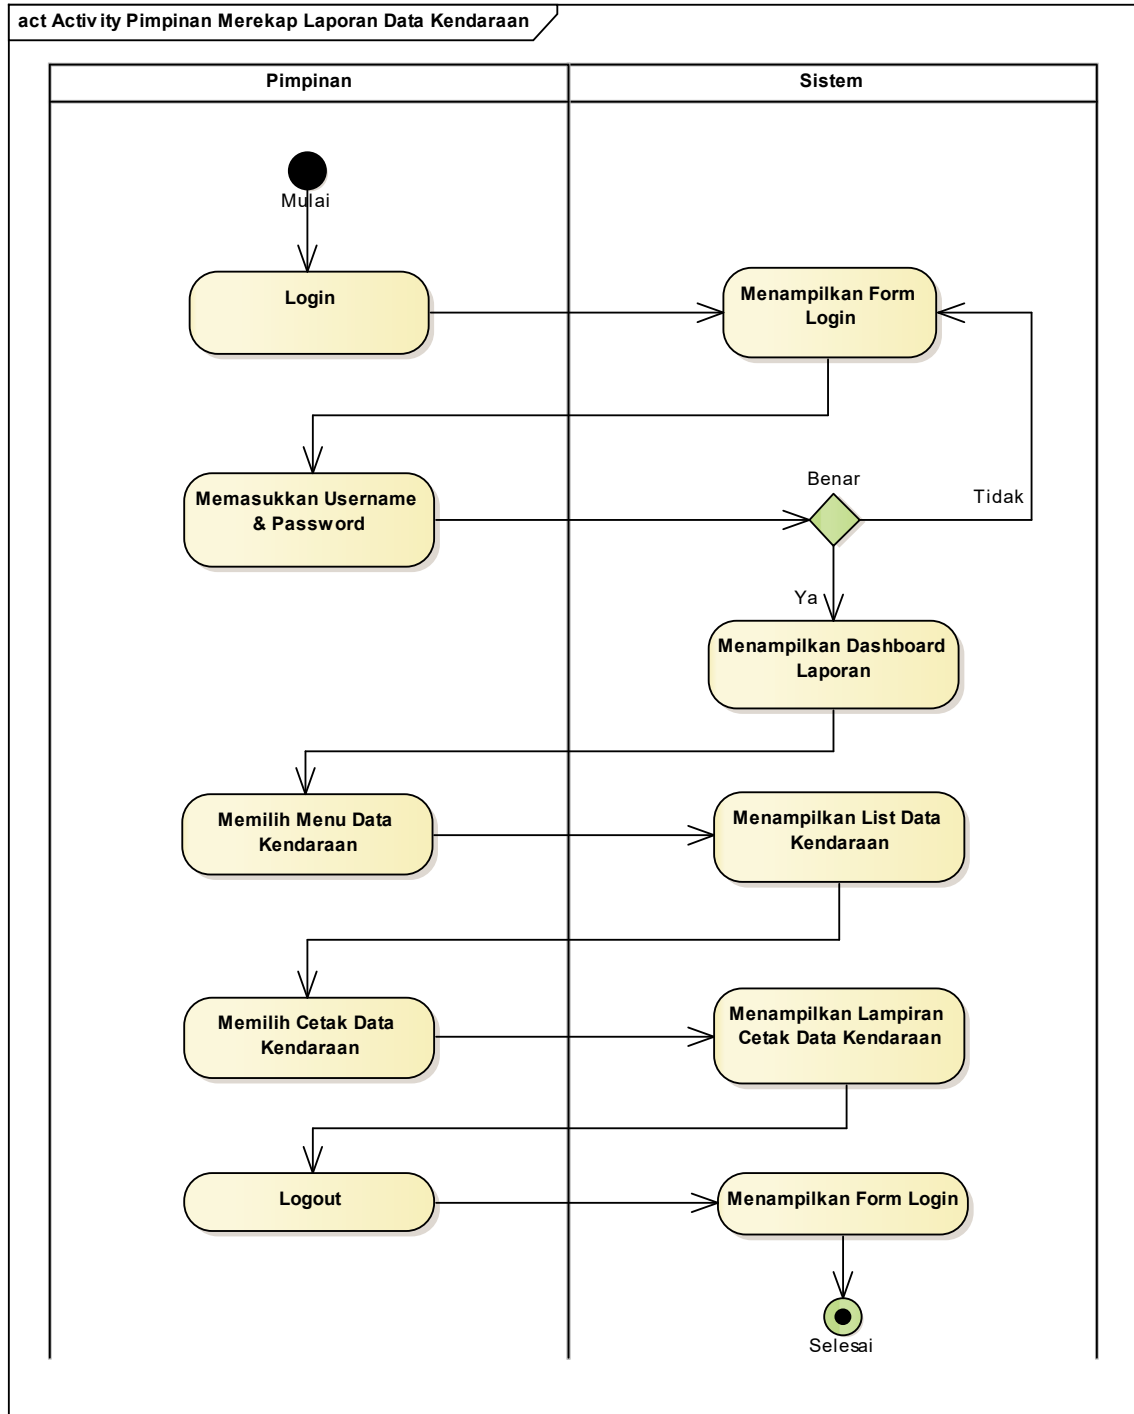 act Activity Pimpinan Merekap Laporan Data Kendaraan
Pimpinan
Sistem
Mulai
Login
Menampilkan Form
Login
Memasukkan Username
& Password
Benar
Tidak
Ya
Menampilkan Dashboard
Laporan
Memilih Menu Data
Kendaraan
Menampilkan List Data
Kendaraan
Memilih Cetak Data
Kendaraan
Menampilkan Lampiran
Cetak Data Kendaraan
Logout
Menampilkan Form Login
Selesai